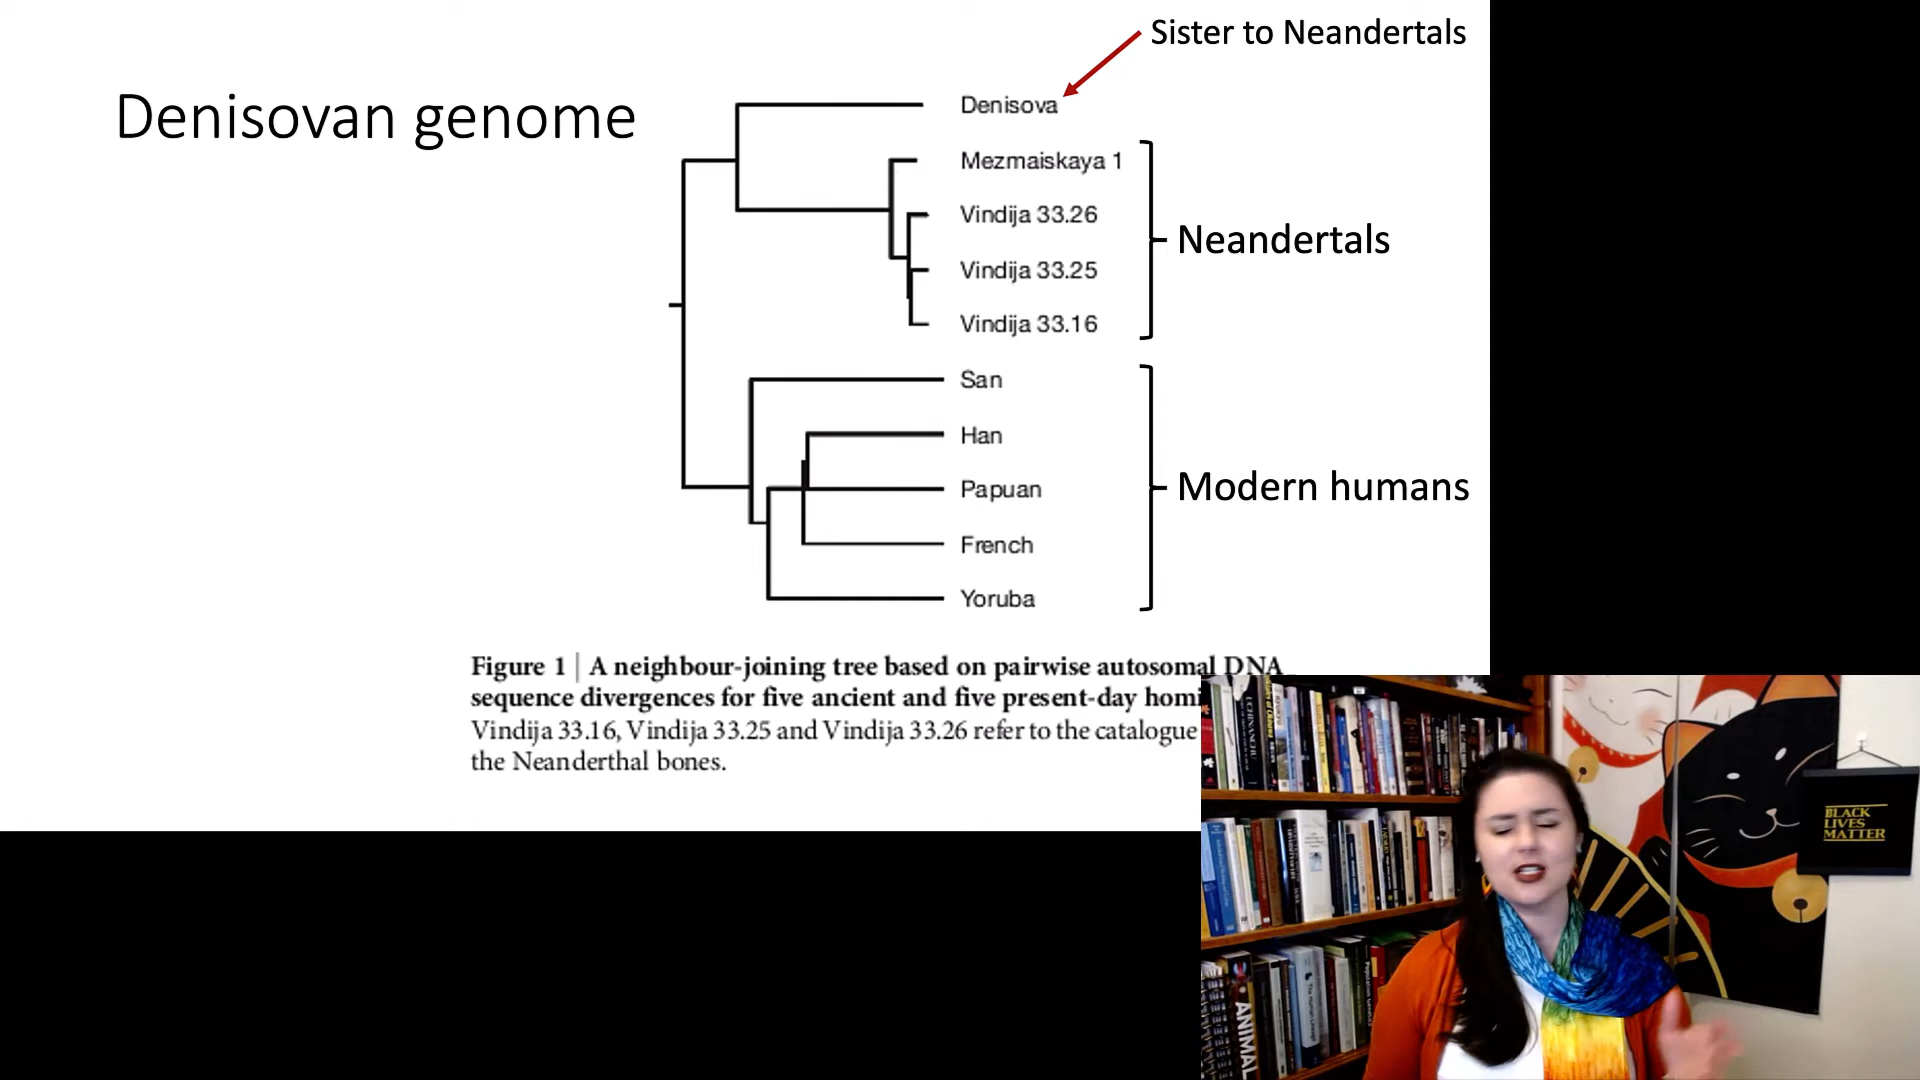 Sister to Neandertals
Denisovan genome
Denisova
Mezmaiskaya 1
Vindija 33.26
Neandertals
Vindija 33.25
Vindija 33.16
San
Han
Papuan
Modern humans
French
Yoruba
Figure 1 | A neighbour-joining tree based on pairwise autosomal DNA
sequence divergences for five ancient and five present-day homi
Vindija 33.16, Vindija 33.25 and Vindija 33.26 refer to the catalogue
the Neanderthal bones.
BLACK
LIVES
MATTER
ANIMAL